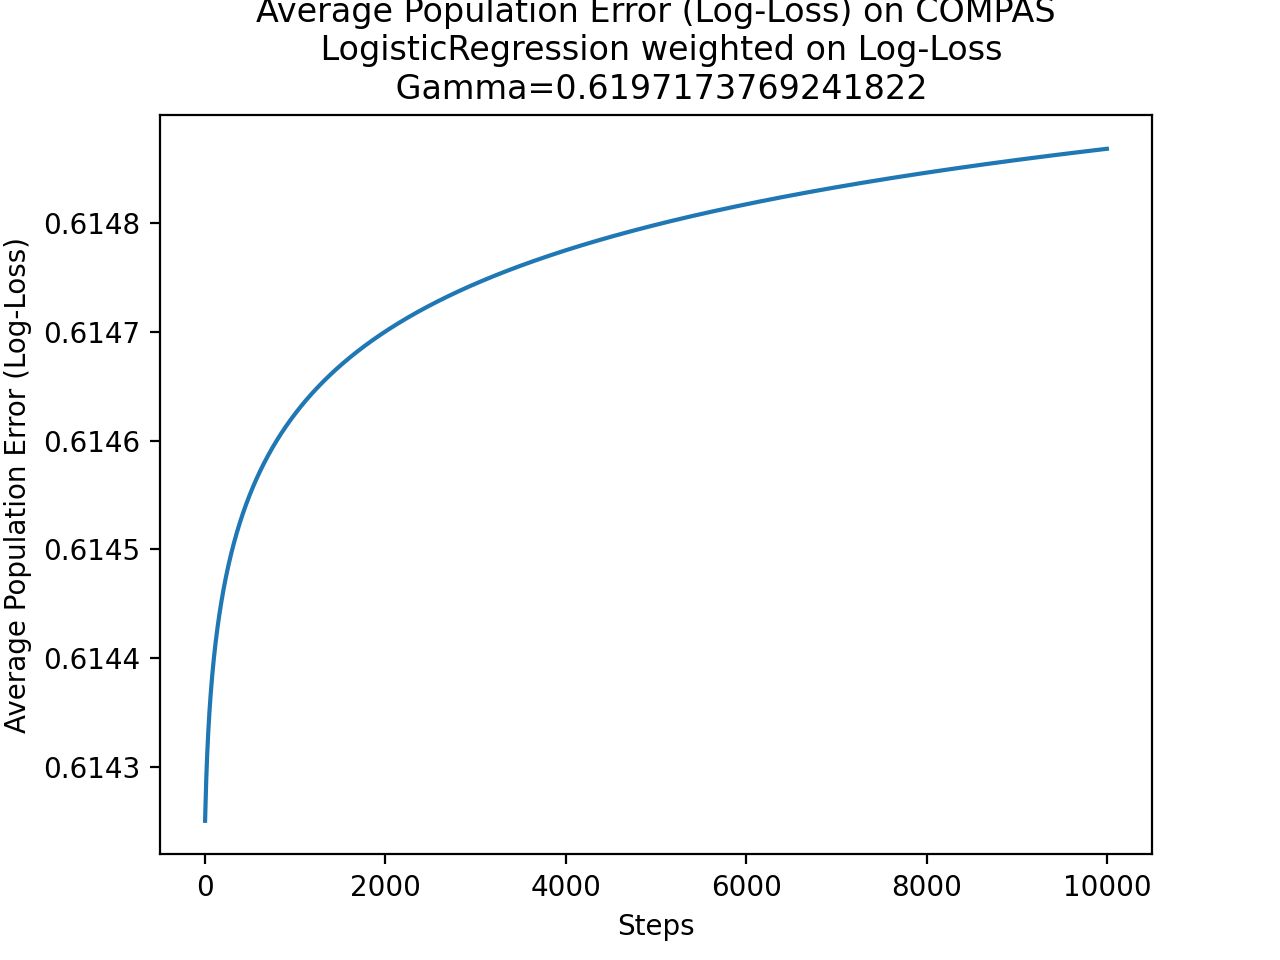 Average Population Error (Log-Loss) on COMPAS
LogisticRegression weighted on Log-Loss
Gamma=0.6197173769241822
Average Population Error (Log-Loss)
0.6148
0.6147
0.6146
0.6145
0.6144
0.6143
0 2000 4000 6000 8000 10000
Steps